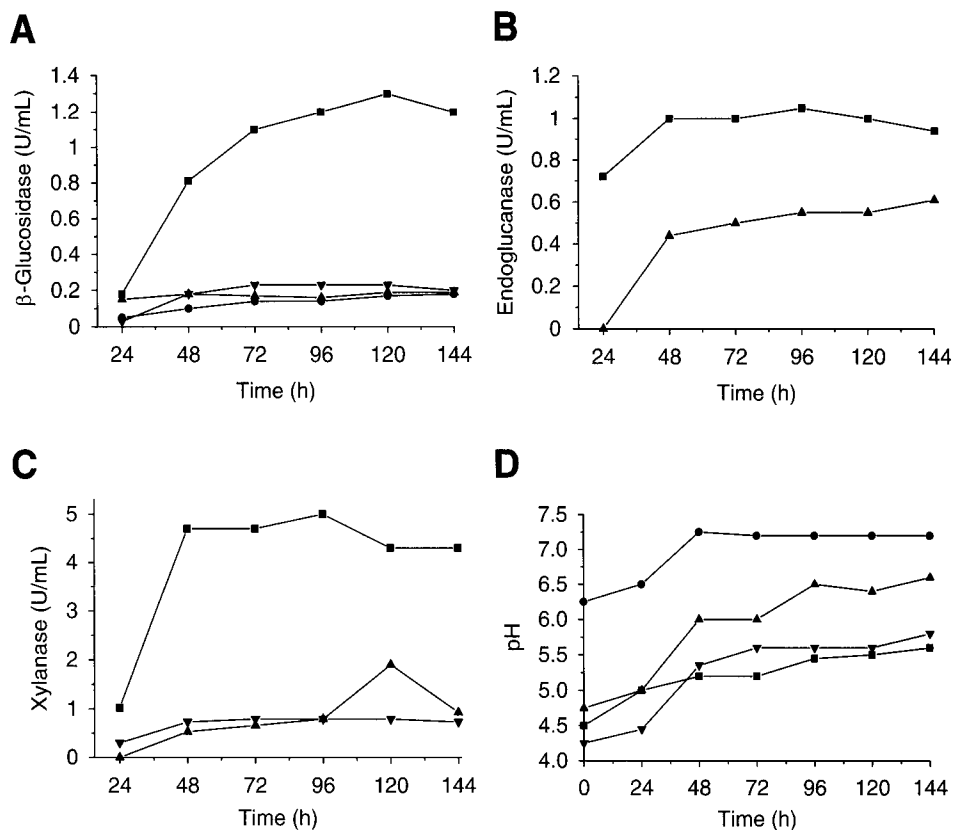 A
β-Glucosidase (U/mL)
1.4
1.2
1
0.8
0.6
0.4
0.2
0
24 48 72 96 120 144
Time (h)
B
Endoglucanase (U/mL)
1.2
1
0.8
0.6
0.4
0.2
0
24 48 72 96 120 144
Time (h)
C
Xylanase (U/mL)
5
4
3
2
1
0
24 48 72 96 120 144
Time (h)
D
pH
7.5
7.0
6.5
6.0
5.5
5.0
4.5
4.0
0 24 48 72 96 120 144
Time (h)